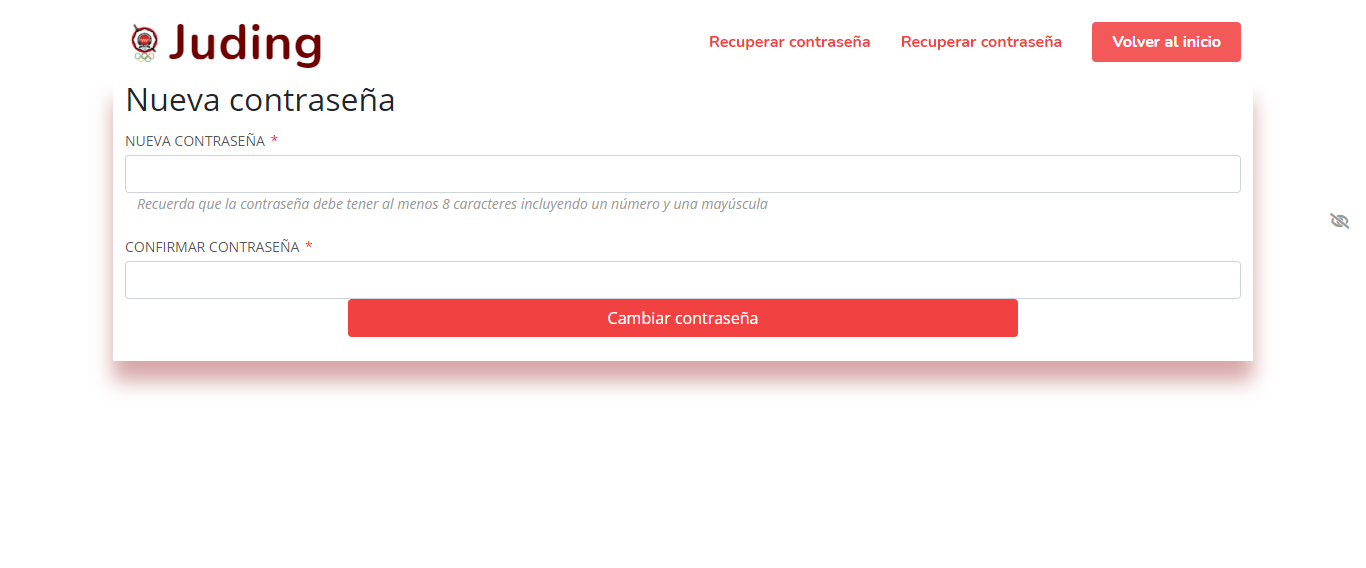 Juding
Recuperar contraseña
Recuperar contraseña
Volver al inicio
Nueva contraseña
NUEVA CONTRASEÑA *
Recuerda que la contraseña debe tener al menos 8 caracteres incluyendo un número y una mayúscula
CONFIRMAR CONTRASEÑA *
Cambiar contraseña